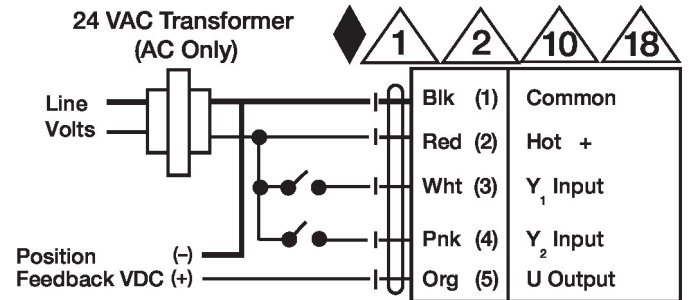 24 VAC Transformer
(AC Only)
1 2 10 18
Line
Volts
Blk (1) Common
Red (2) Hot +
Wht (3) Y1 Input
Pnk (4) Y2 Input
Org (5) U Output
Position (–)
Feedback VDC (+)